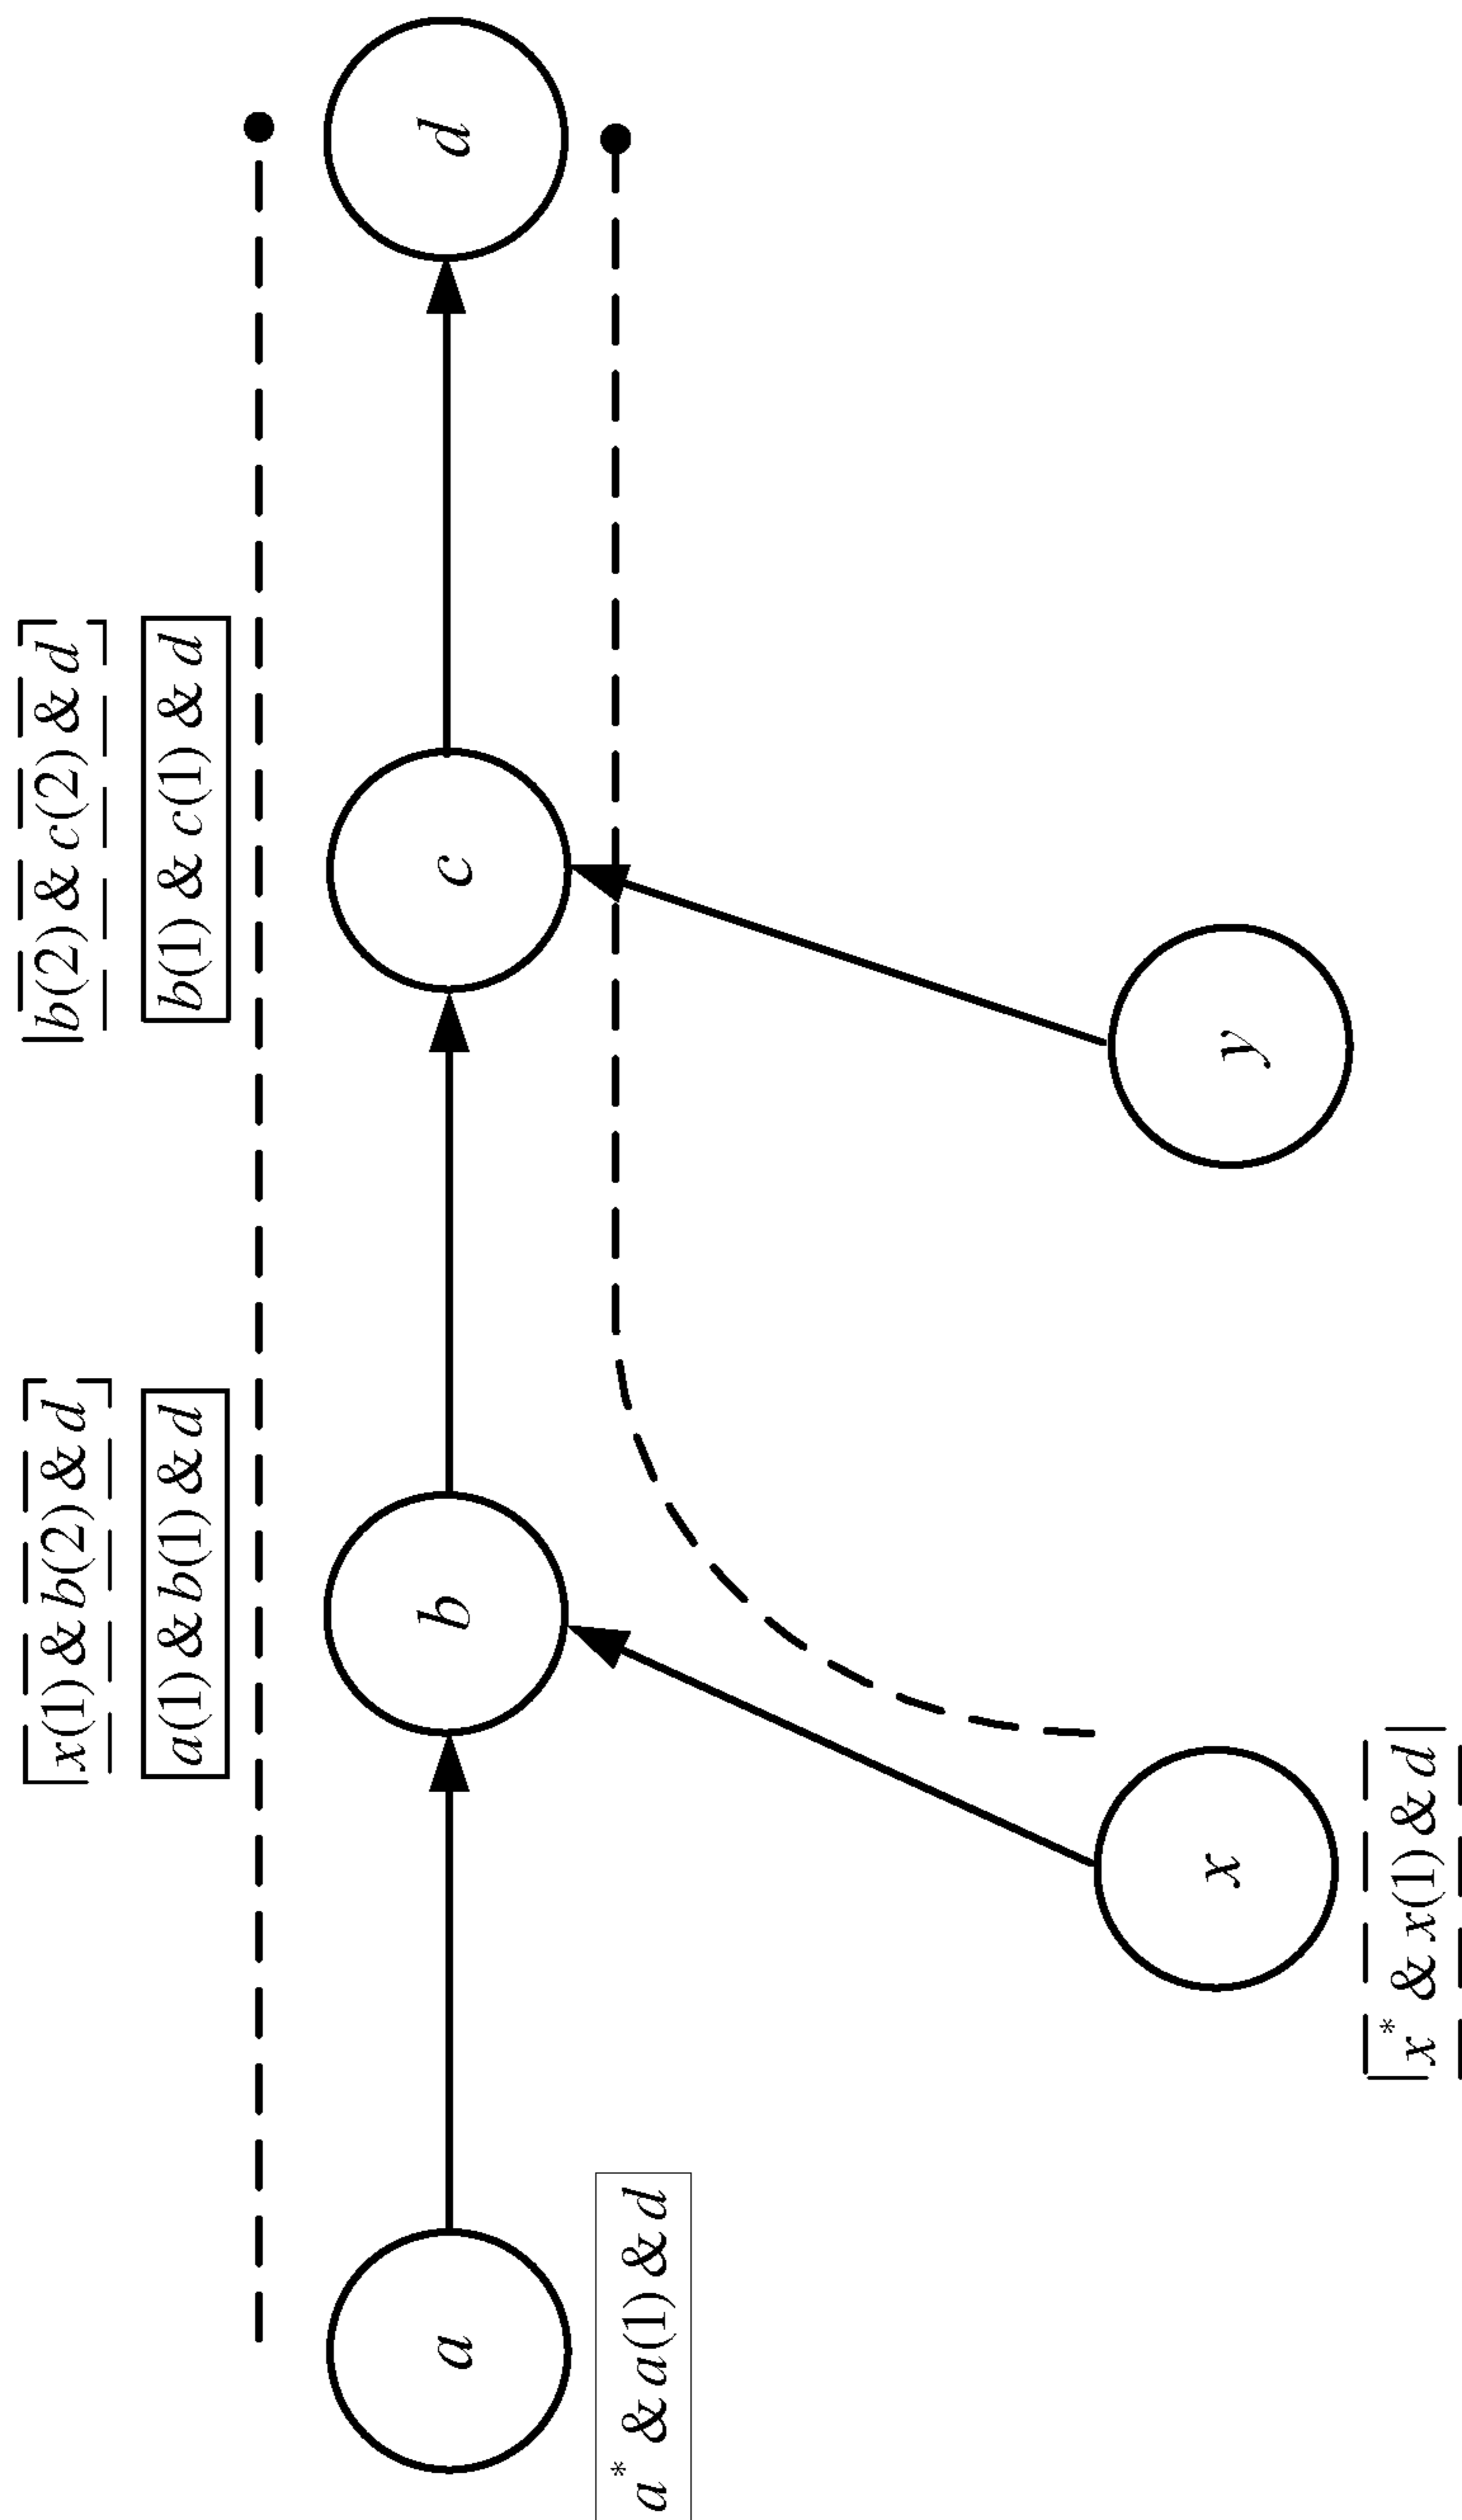 x(1) & b(2) & d
b(2) & c(2) & d
a(1) & b(1) & d
b(1) & c(1) & d
a
b
c
d
a* & a(1) & d
x
y
x* & x(1) & d